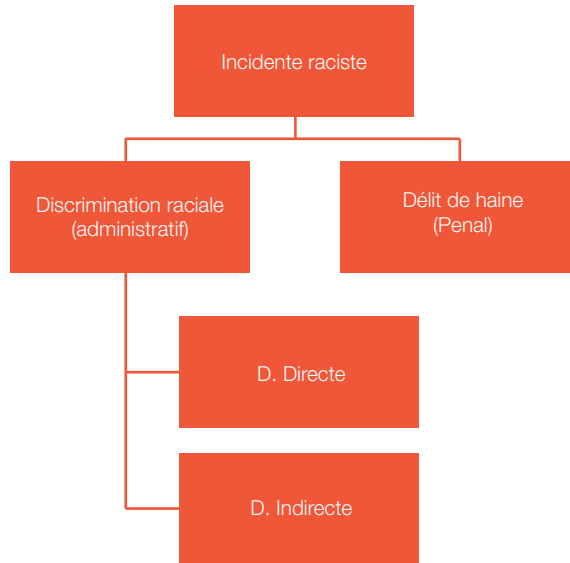 Incidente raciste
Discrimination raciale
(administratif)
Délit de haine
(Penal)
D. Directe
D. Indirecte